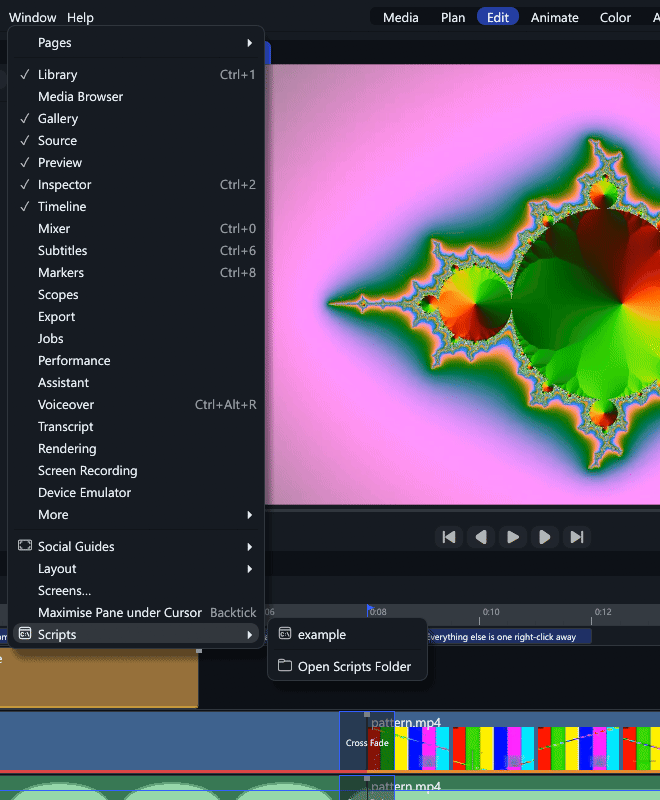 Window Help
Media Plan Edit Animate Color A
Pages
Library Ctrl+1
Media Browser
Gallery
Source
Preview
Inspector Ctrl+2
Timeline
Mixer Ctrl+0
Subtitles Ctrl+6
Markers Ctrl+8
Scopes
Export
Jobs
Performance
Assistant
Voiceover Ctrl+Alt+R
Transcript
Rendering
Screen Recording
Device Emulator
More
Social Guides
Layout
Screens...
Maximise Pane under Cursor Backtick
Scripts
example
Open Scripts Folder
0:08 0:10 0:12
Everything else is one right-click away
pattern.mp4
Cross Fade
pattern.mp4